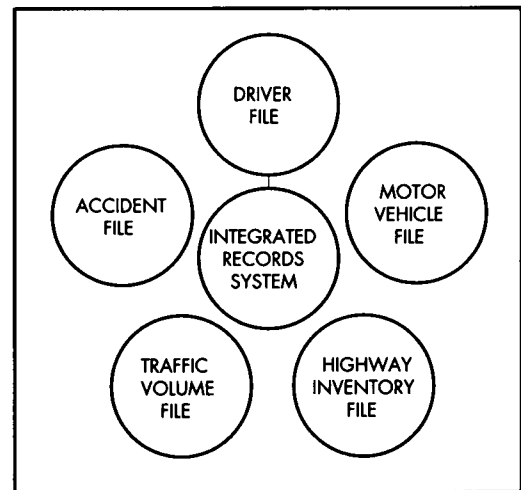 DRIVER
FILE
ACCIDENT
FILE
MOTOR
VEHICLE
FILE
INTEGRATED
RECORDS
SYSTEM
TRAFFIC
VOLUME
FILE
HIGHWAY
INVENTORY
FILE